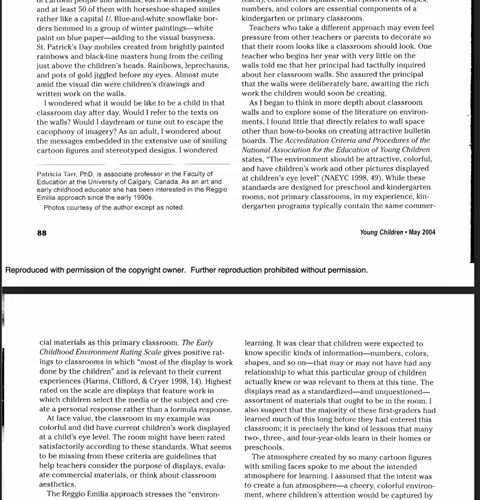 of cartoon people and animals, each with a message
and at least 50 of them with horseshoe-shaped smiles
rather like a capital U. Blue-and-white snowflake bor-
ders hemmed in a group of winter paintings—white
paint on blue paper—adding to the visual busyness.
St. Patrick's Day mobiles created from brightly painted
rainbows and black-line masters hung from the ceiling
just above the children's heads. Rainbows, leprechauns,
and pots of gold jiggled before my eyes. Almost mute
amid the visual din were children's drawings and
written work on the walls.
I wondered what it would be like to be a child in that
classroom day after day. Would I refer to the texts on the
walls? Would I daydream or tune out to escape the
cacophony of imagery? As an adult, I wondered about
the messages embedded in the extensive use of smiling
cartoon figures and stereotyped designs. I wondered
Patricia Tarr, PhD, is associate professor in the Faculty of
Education at the University of Calgary, Canada. As an art and
early childhood educator she has been interested in the Reggio
Emilia approach since the early 1990s.
Photos courtesy of the author except as noted.
88
numbers, and colors are essential components of a
kindergarten or primary classroom.
Teachers who take a different approach may even feel
pressure from other teachers or parents to decorate so
that their room looks like a classroom should look. One
teacher who begins her year with very little on the
walls told me that her principal had tactfully inquired
about her classroom walls. She assured the principal
that the walls were deliberately bare, awaiting the rich
work the children would soon be creating.
As I began to think in more depth about classroom
walls and to explore some of the literature on environ-
ments, I found little that directly relates to wall space
other than how-to-books on creating attractive bulletin
boards. The Accreditation Criteria and Procedures of the
National Association for the Education of Young Children
states, "The environment should be attractive, colorful,
and have children's work and other pictures displayed
at children's eye level" (NAEYC 1998, 49). While these
standards are designed for preschool and kindergarten
rooms, not primary classrooms, in my experience, kin-
dergarten programs typically contain the same commer-
Young Children • May 2004
Reproduced with permission of the copyright owner. Further reproduction prohibited without permission.
cial materials as this primary classroom. The Early
Childhood Environment Rating Scale gives positive rat-
ings to classrooms in which "most of the display is work
done by the children" and is relevant to their current
experiences (Harms, Clifford, & Cryer 1998, 14). Highest
rated on the scale are displays that feature work in
which children select the media or the subject and cre-
ate a personal response rather than a formula response.
At face value, the classroom in my example was
colorful and did have current children's work displayed
at a child's eye level. The room might have been rated
satisfactorily according to these standards. What seems
to be missing from these criteria are guidelines that
help teachers consider the purpose of displays, evalu-
ate commercial materials, or think about classroom
aesthetics.
The Reggio Emilia approach stresses the "environ-
learning. It was clear that children were expected to
know specific kinds of information—numbers, colors,
shapes, and so on—that may or may not have had any
relationship to what this particular group of children
actually knew or was relevant to them at this time. The
displays read as a standardized—and unquestioned—
assortment of materials that ought to be in the room. I
also suspect that the majority of these first-graders had
learned much of this long before they had entered this
classroom; it is precisely the kind of lessons that many
two-, three-, and four-year-olds learn in their homes or
preschools.
The atmosphere created by so many cartoon figures
with smiling faces spoke to me about the intended
atmosphere for learning. I assumed that the intent was
to create a fun atmosphere—a cheery, colorful environ-
ment, where children's attention would be captured by